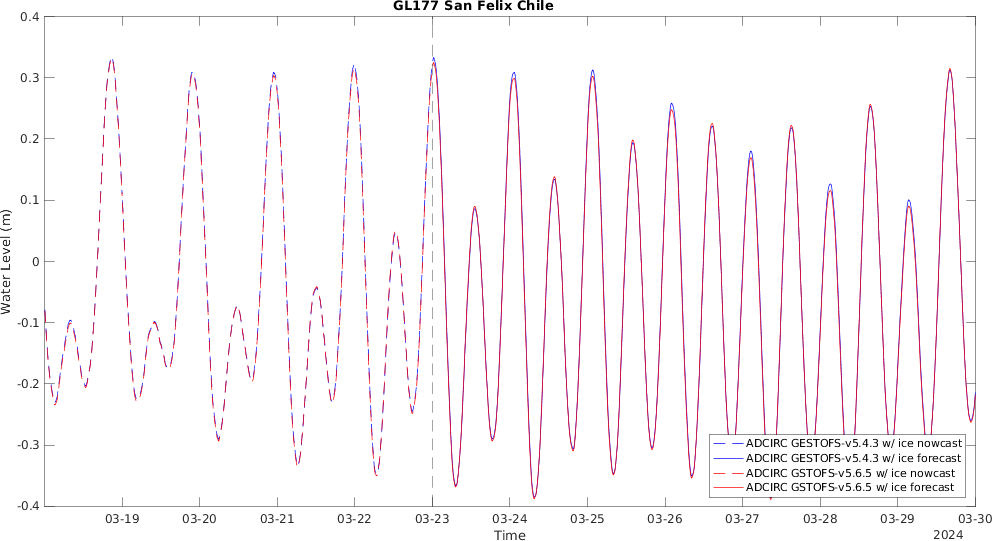 GL177 San Felix Chile
0.4
0.3
0.2
0.1
0
-0.1
-0.2
-0.3
-0.4
Water Level (m)
ADCIRC GESTOFS-v5.4.3 w/ ice nowcast
ADCIRC GESTOFS-v5.4.3 w/ ice forecast
ADCIRC GSTOFS-v5.6.5 w/ ice nowcast
ADCIRC GSTOFS-v5.6.5 w/ ice forecast
03-19 03-20 03-21 03-22 03-23 03-24 03-25 03-26 03-27 03-28 03-29 03-30
Time
2024